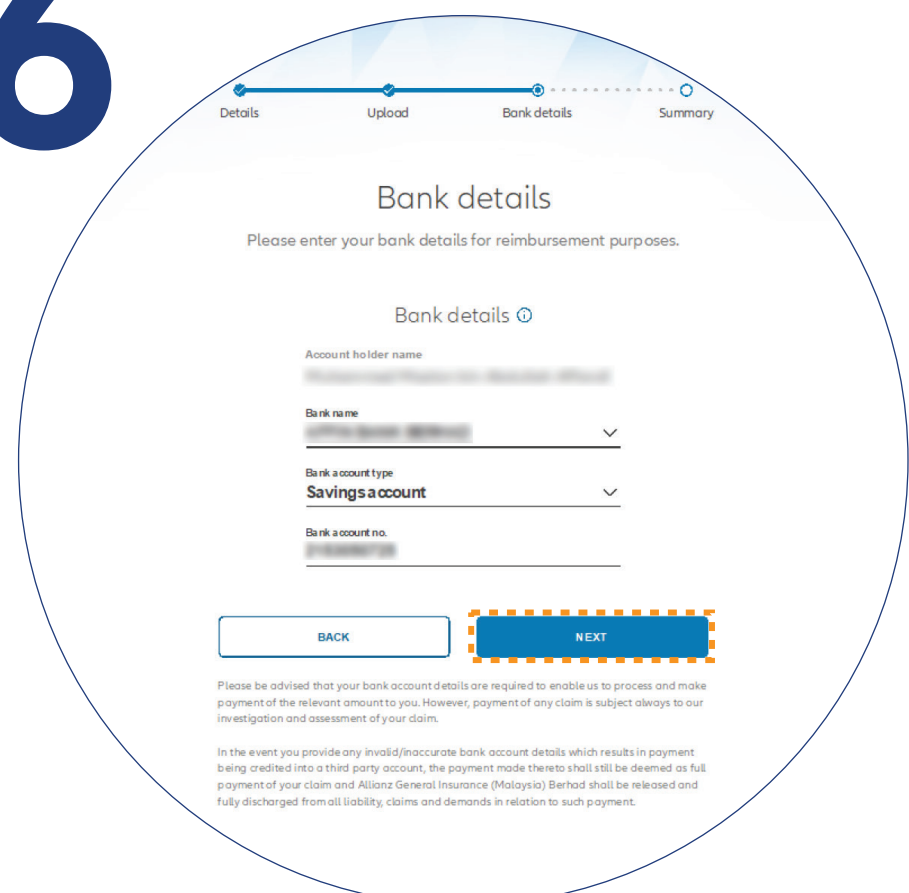 6
Details Upload Bank details Summary
Bank details
Please enter your bank details for reimbursement purposes.
Bank details
Account holder name
Bank name
Bank account type
Savings account
Bank account no.
BACK NEXT
Please be advised that your bank account details are required to enable us to process and make
payment of the relevant amount to you. However, payment of any claim is subject always to our
investigation and assessment of your claim.
In the event you provide any invalid/inaccurate bank account details which results in payment
being credited into a third party account, the payment made thereto shall still be deemed as full
payment of your claim and Allianz General Insurance (Malaysia) Berhad shall be released and
fully discharged from all liability, claims and demands in relation to such payment.